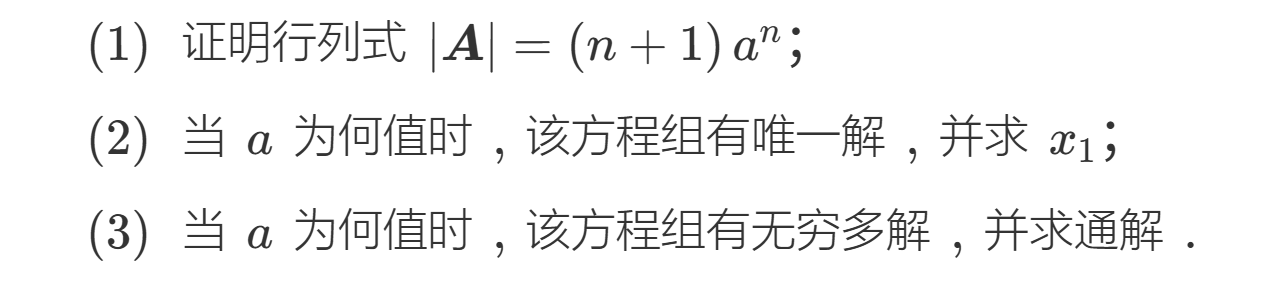 (1) 证明行列式 |A| = (n + 1) aⁿ；
(2) 当 a 为何值时，该方程组有唯一解，并求 x₁；
(3) 当 a 为何值时，该方程组有无穷多解，并求通解．